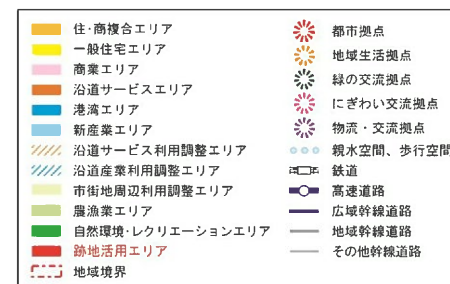 住・商複合エリア
一般住宅エリア
商業エリア
沿道サービスエリア
港湾エリア
新産業エリア
沿道サービス利用調整エリア
沿道産業利用調整エリア
市街地周辺利用調整エリア
農漁業エリア
自然環境・レクリエーションエリア
跡地活用エリア
地域境界
都市拠点
地域生活拠点
緑の交流拠点
にぎわい交流拠点
物流・交流拠点
親水空間、歩行空間
鉄道
高速道路
広域幹線道路
地域幹線道路
その他幹線道路